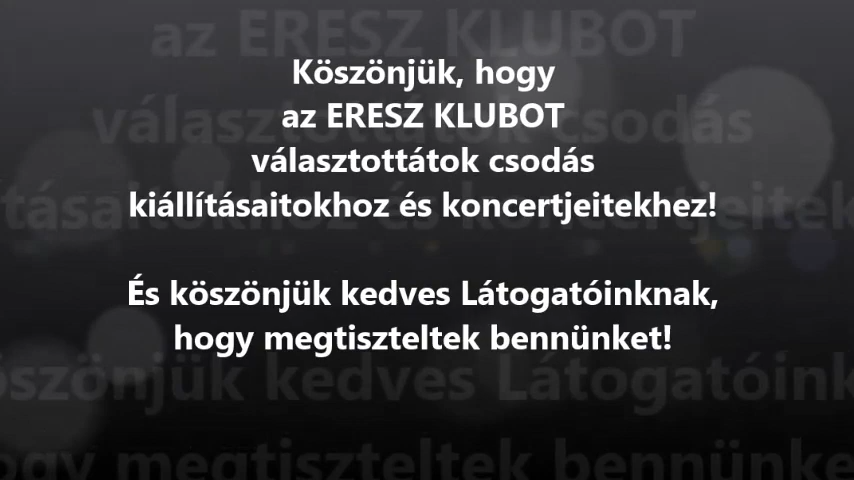 Köszönjük, hogy
az ERESZ KLUBOT
választottátok csodás
kiállításaitokhoz és koncertjeitekhez!
És köszönjük kedves Látogatóinknak,
hogy megtiszteltek bennünket!